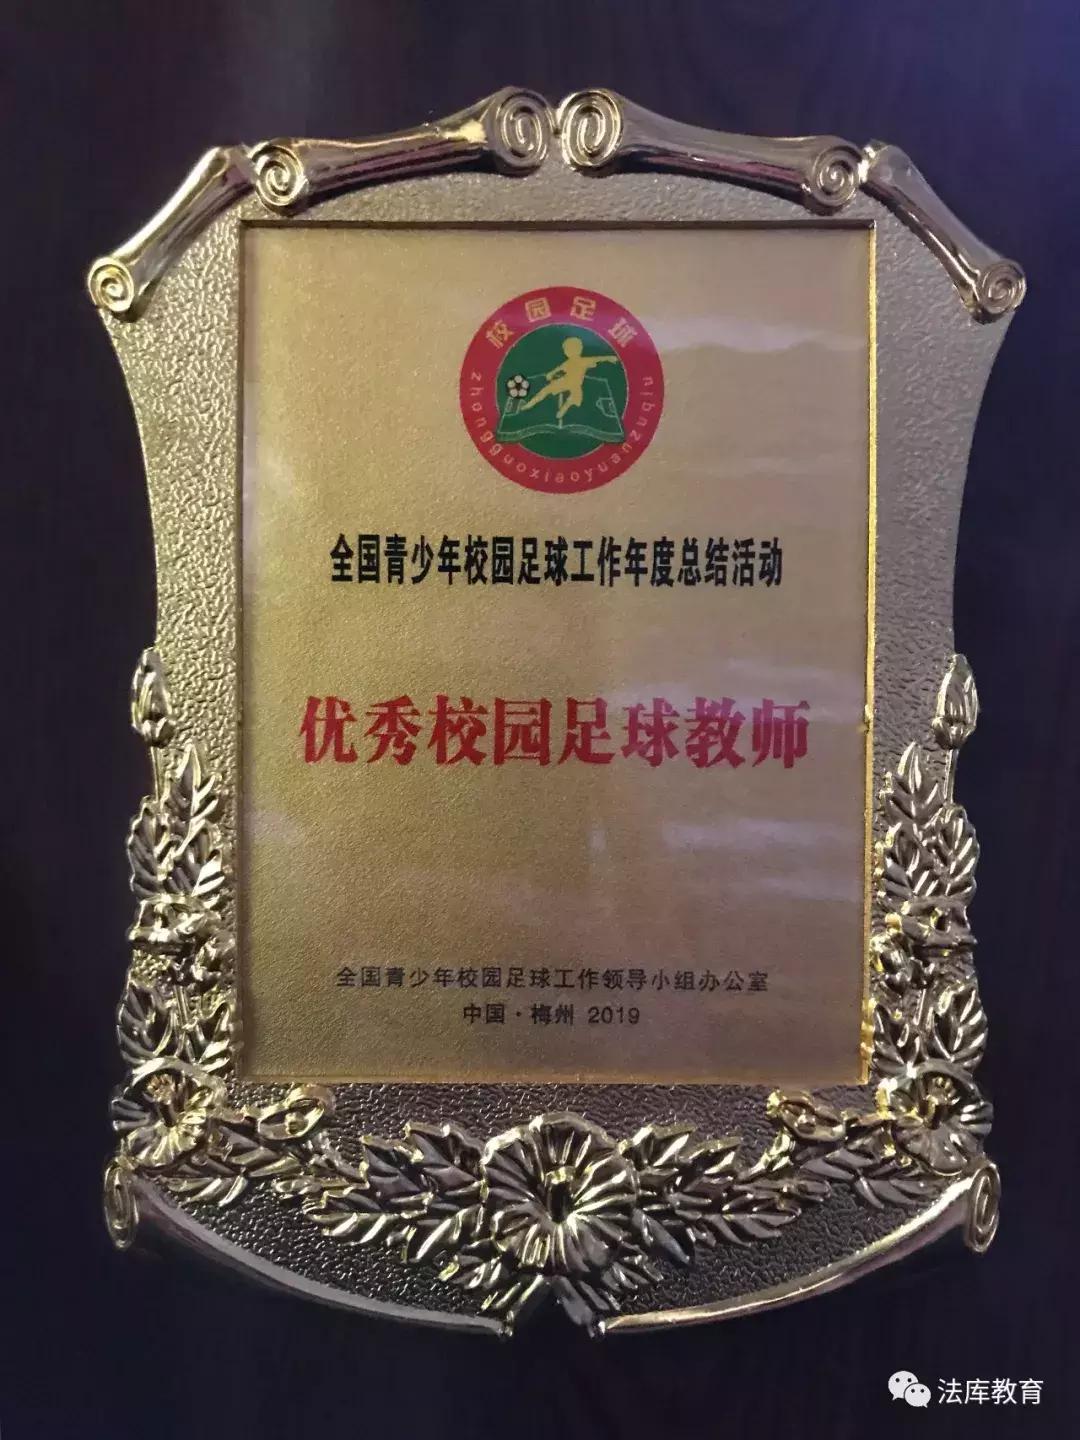 校园足球
zhongguoxiaoyuanzuqiu
全国青少年校园足球工作年度总结活动
优秀校园足球教师
全国青少年校园足球工作领导小组办公室
中国·梅州 2019
法库教育